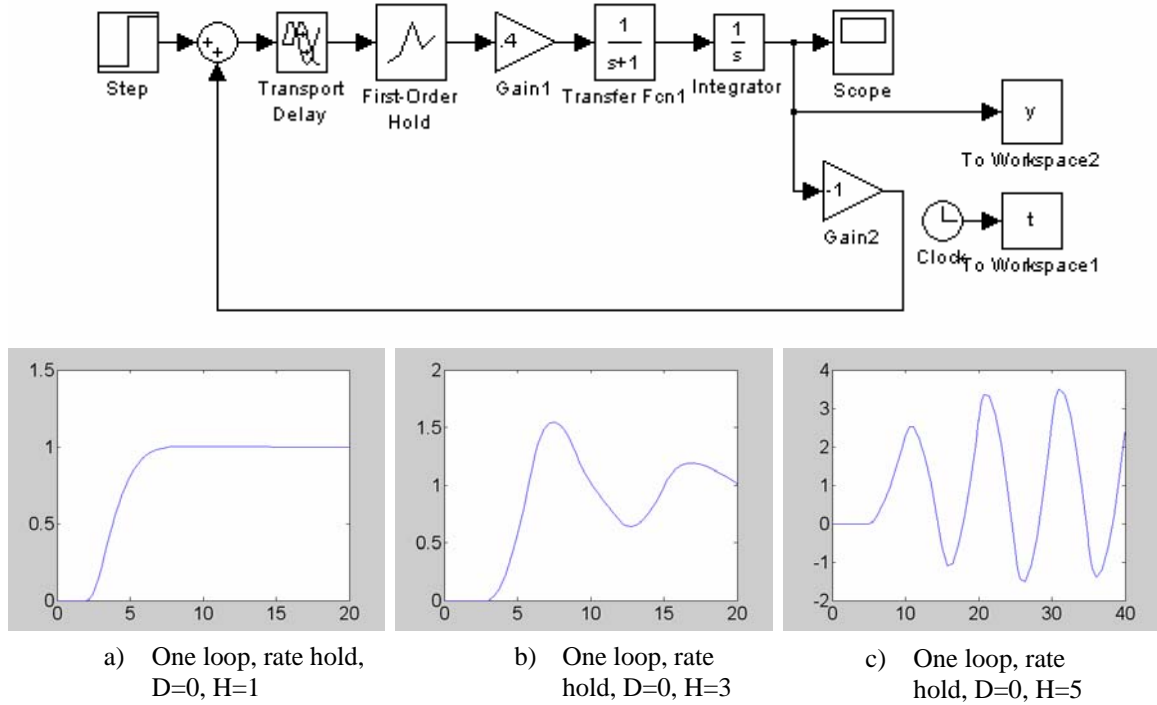 Step
+
+
Transport
Delay
First-Order
Hold
.4
Gain1
1
s+1
Transfer Fcn1
1
s
Integrator
Scope
y
To Workspace2
-1
Gain2
Clock
t
To Workspace1
1.5
1
0.5
0
0 5 10 15 20
2
1.5
1
0.5
0
0 5 10 15 20
4
3
2
1
0
-1
-2
0 10 20 30 40
a) One loop, rate hold,
D=0, H=1
b) One loop, rate
hold, D=0, H=3
c) One loop, rate
hold, D=0, H=5